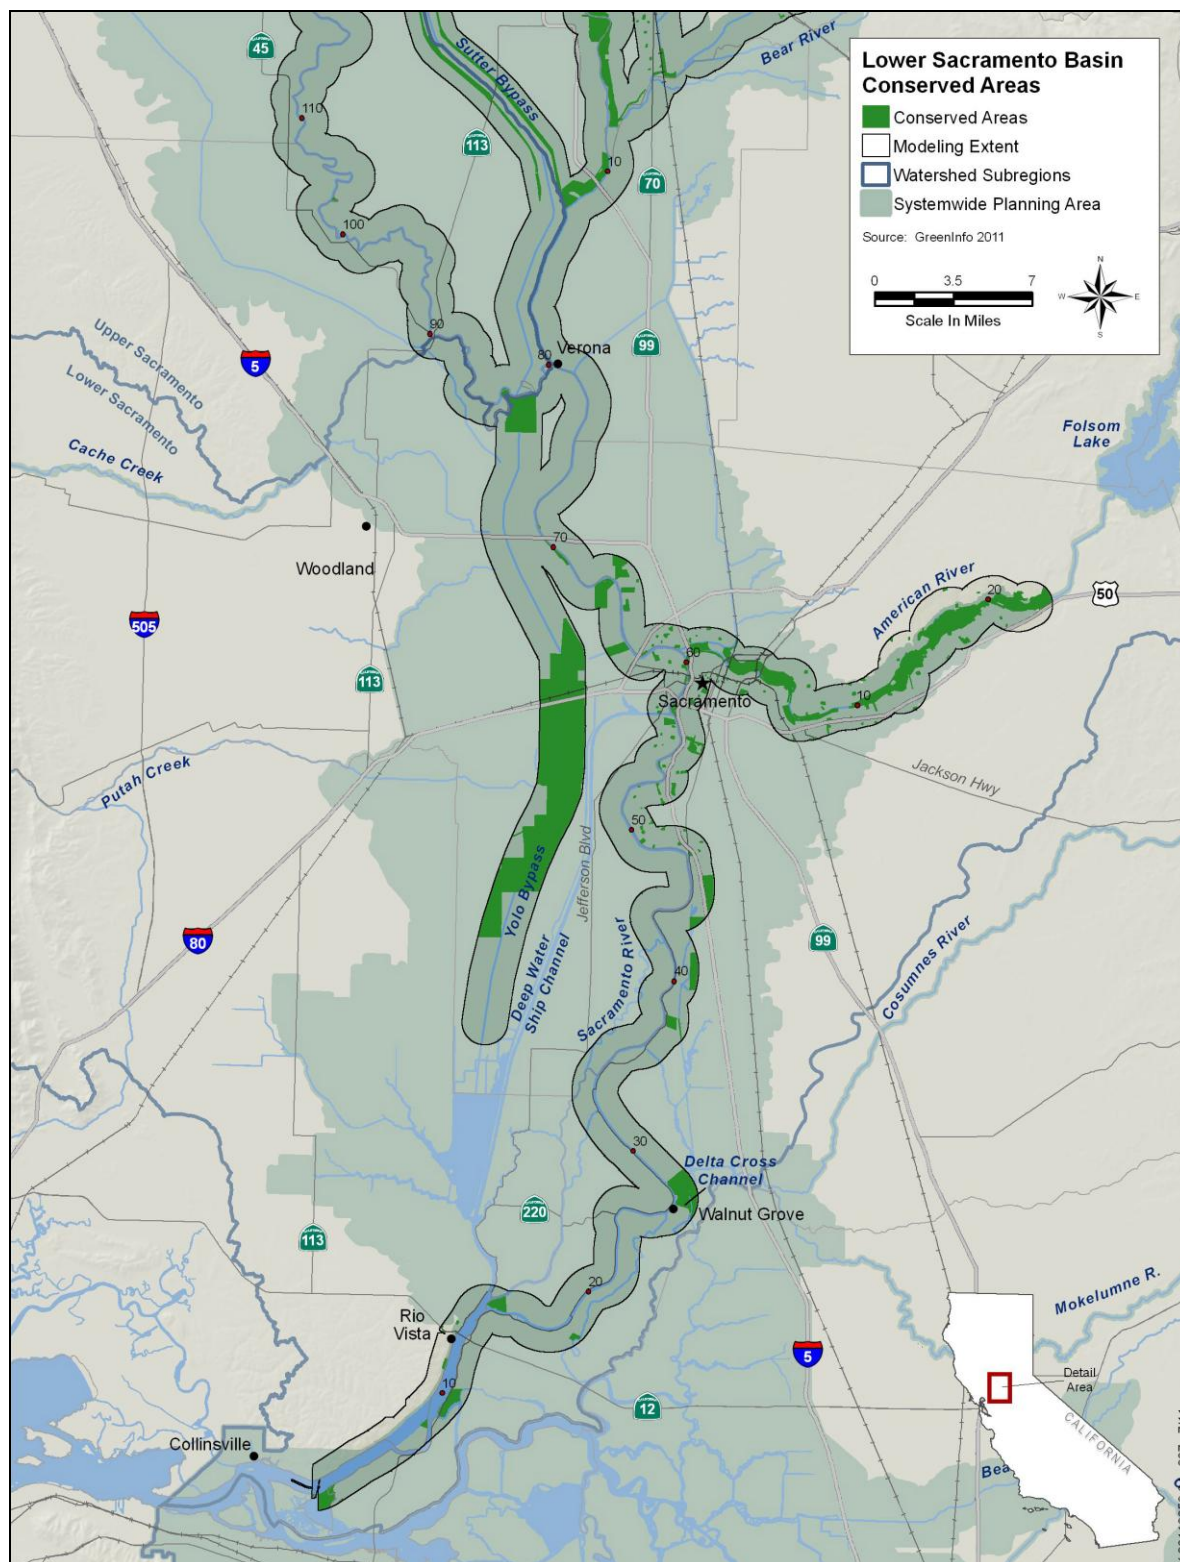 45
Sutter Bypass
Bear River
Lower Sacramento Basin
Conserved Areas
Conserved Areas
Modeling Extent
Watershed Subregions
Systemwide Planning Area
Source: GreenInfo 2011
0 3.5 7
Scale In Miles
N
W E
S
110
113
10
70
100
90
Upper Sacramento
Lower Sacramento
5
80
Verona
99
Cache Creek
Folsom
Lake
70
Woodland
American River
20
50
505
113
60
Sacramento
10
Putah Creek
Jackson Hwy
50
Jefferson Blvd
Yolo Bypass
80
Deep Water
Ship Channel
Sacramento River
40
99
Cosumnes River
30
Delta Cross
Channel
220
Walnut Grove
113
20
Mokelumne R.
Rio
Vista
5
Detail
Area
10
12
CALIFORNIA
Collinsville
Bea